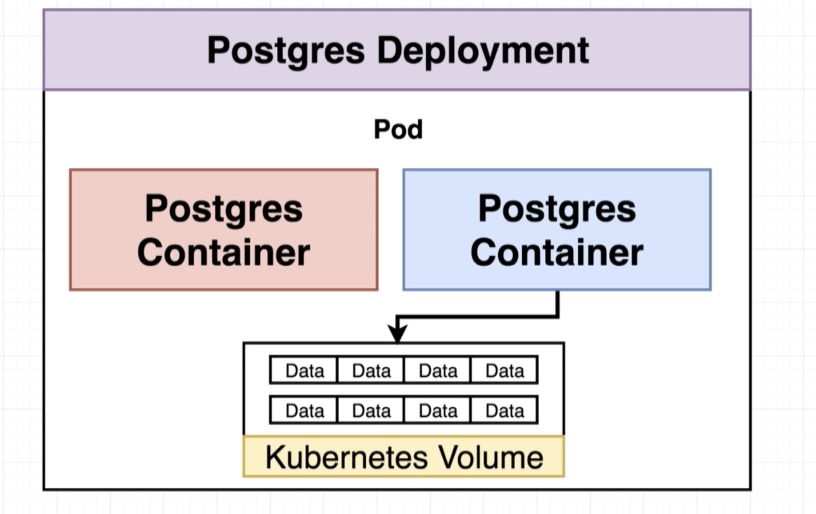 Postgres Deployment
Pod
Postgres
Container
Postgres
Container
Data Data Data Data
Data Data Data Data
Kubernetes Volume